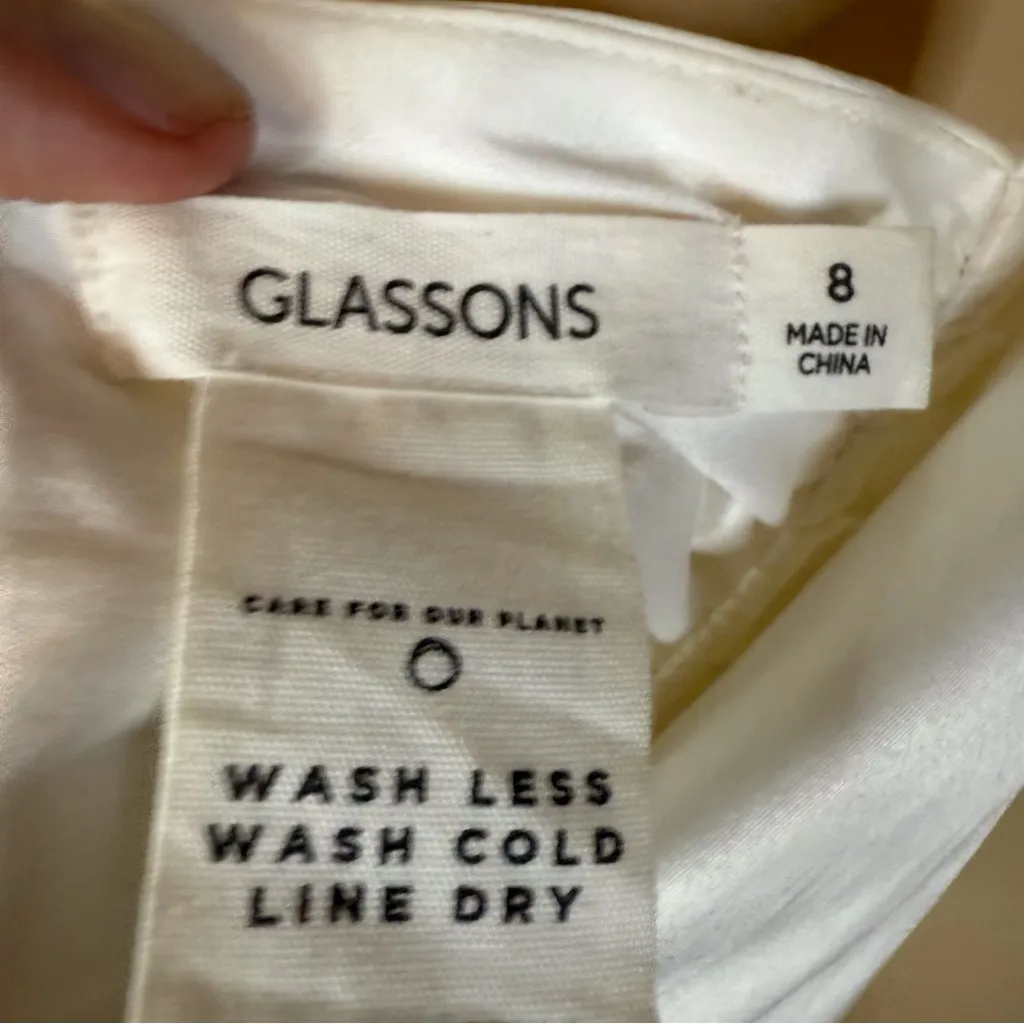 GLASSONS
8
MADE IN
CHINA
CARE FOR OUR PLANET
WASH LESS
WASH COLD
LINE DRY